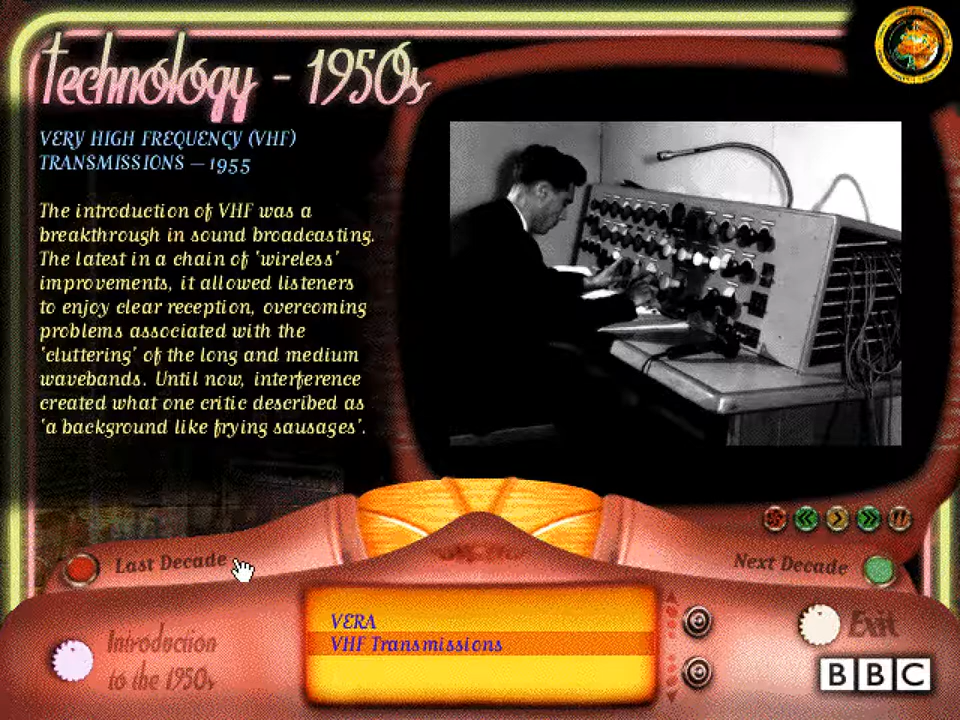 Technology - 1950s
VERY HIGH FREQUENCY (VHF)
TRANSMISSIONS – 1955
The introduction of VHF was a
breakthrough in sound broadcasting.
The latest in a chain of 'wireless'
improvements, it allowed listeners
to enjoy clear reception, overcoming
problems associated with the
'cluttering' of the long and medium
wavebands. Until now, interference
created what one critic described as
'a background like frying sausages'.
Last Decade
Next Decade
Introduction
to the 1950s
VERA
VHF Transmissions
Exit
BBC